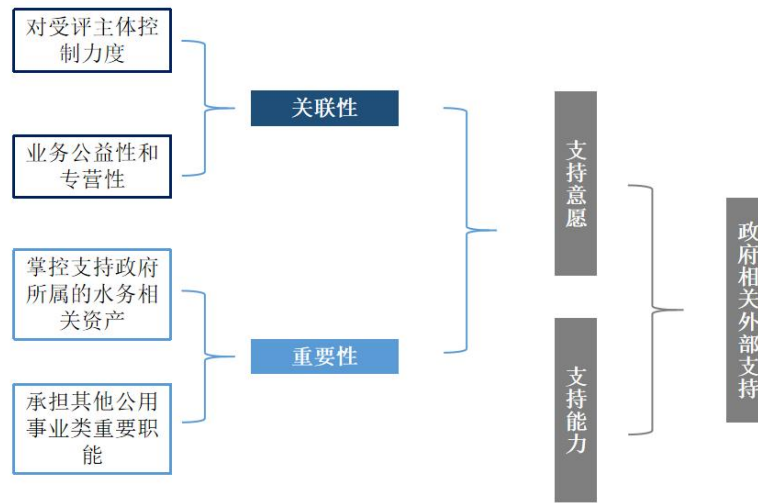 对受评主体控
制力度
关联性
业务公益性和
专营性
支持意愿
掌控支持政府
所属的水务相
关资产
重要性
承担其他公用
事业类重要职
能
支持能力
政府相关外部支持